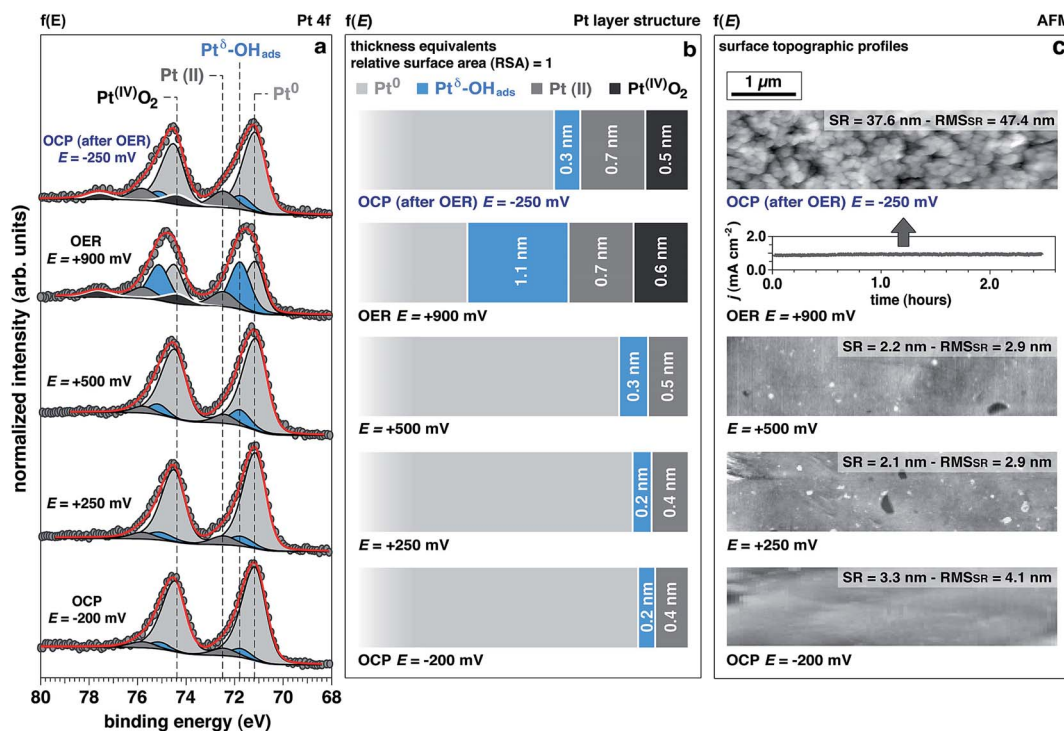 f(E)
Pt 4f
a
Ptδ-OHads
Pt (II)
Pt(IV)O2
Pt0
OCP (after OER)
E = -250 mV
OER
E = +900 mV
E = +500 mV
E = +250 mV
OCP
E = -200 mV
normalized intensity (arb. units)
80 78 76 74 72 70 68
binding energy (eV)
f(E)
Pt layer structure
b
thickness equivalents
relative surface area (RSA) = 1
Pt0 Ptδ-OHads Pt (II) Pt(IV)O2
0.3 nm
0.7 nm
0.5 nm
OCP (after OER) E = -250 mV
1.1 nm
0.7 nm
0.6 nm
OER E = +900 mV
0.3 nm
0.5 nm
E = +500 mV
0.2 nm
0.4 nm
E = +250 mV
0.2 nm
0.4 nm
OCP E = -200 mV
f(E)
AFM
c
surface topographic profiles
1 µm
SR = 37.6 nm - RMSSR = 47.4 nm
OCP (after OER) E = -250 mV
j (mA cm-2)
2.0
1.0
0.0
0.0 1.0 2.0
time (hours)
OER E = +900 mV
SR = 2.2 nm - RMSSR = 2.9 nm
E = +500 mV
SR = 2.1 nm - RMSSR = 2.9 nm
E = +250 mV
SR = 3.3 nm - RMSSR = 4.1 nm
OCP E = -200 mV